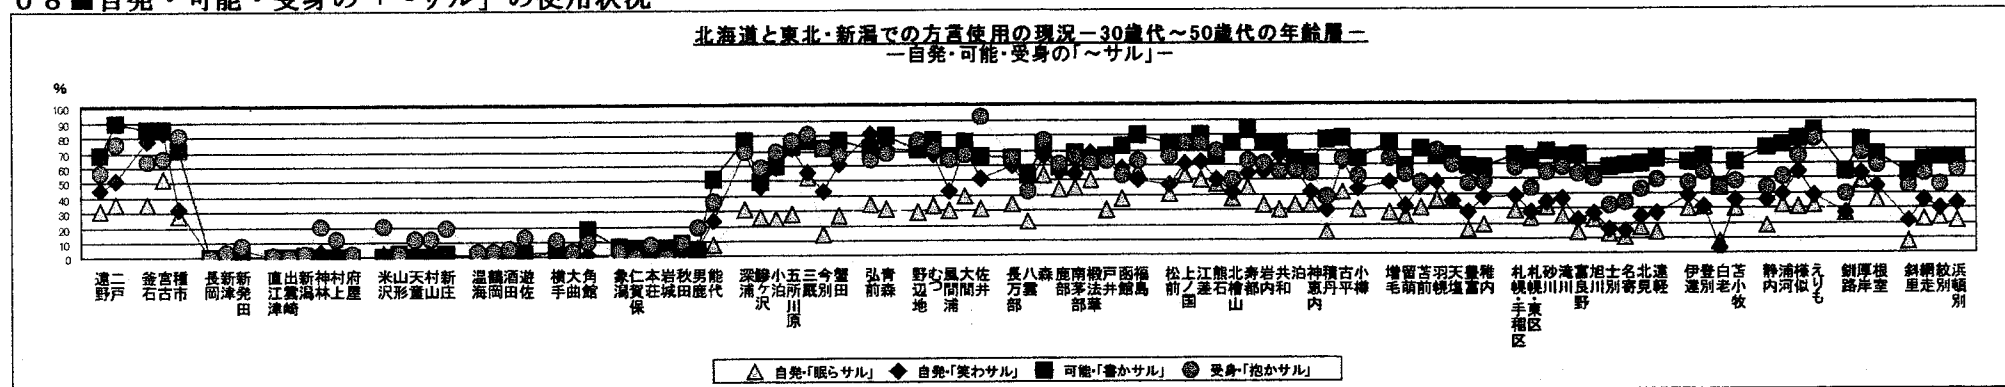 08■自発・可能・受身の「～サル」の使用状況
北海道と東北・新潟での方言使用の現況－30歳代～50歳代の年齢層－
－自発・可能・受身の「～サル」－
%
100
90
80
70
60
50
40
30
20
10
0
遠野 二戸 釜石 宮古 種市 長岡 新津 新発田 直江津 出雲崎 新潟 神林 村上 府屋 米沢 山形 天童 村山 新庄 温海 鶴岡 酒田 遊佐 横手 大曲 角館 象潟 仁賀保 本荘 岩城 秋田 男鹿 能代 深浦 鰺ヶ沢 小泊 五所川原 三厩 今別 蟹田 弘前 青森 野辺地 むつ 風間浦 大間 佐井 長万部 八雲 森 鹿部 南茅部 椴法華 戸井 函館 福島 松前 上ノ国 江差 熊石 北檜山 寿都 岩内 共和 泊 神恵内 積丹 古平 小樽 増毛 留萌 苫前 羽幌 天塩 豊富 稚内 札幌・手稲区 札幌・東区 砂川 滝川 富良野 旭川 士別 名寄 北見 遠軽 伊達 登別 白老 苫小牧 静内 浦河 様似 えりも 釧路 厚岸 根室 斜里 網走 紋別 浜頓別
自発・「眠らサル」 自発・「笑わサル」 可能・「書かサル」 受身・「抱かサル」